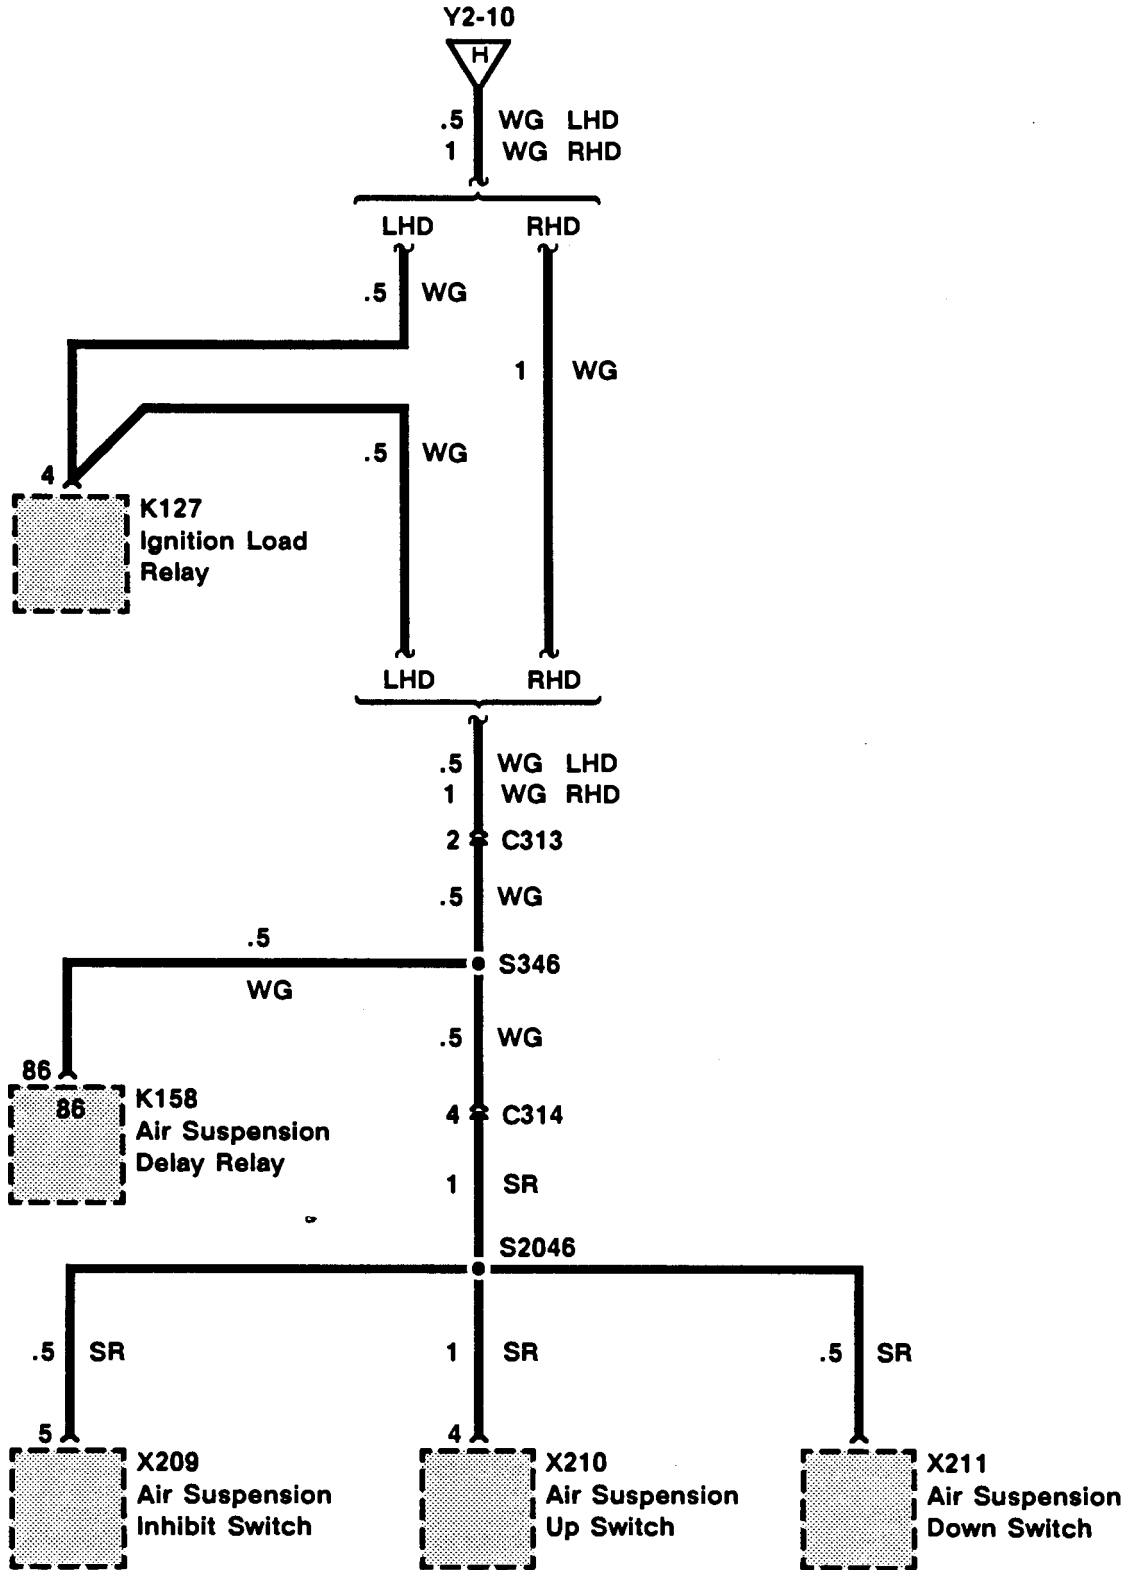 Y2-10
H
.5 WG LHD
1 WG RHD
LHD RHD
.5 WG
1 WG
.5 WG
4
K127
Ignition Load
Relay
LHD RHD
.5 WG LHD
1 WG RHD
2 C313
.5 WG
.5
WG
S346
.5 WG
86
86
K158
Air Suspension
Delay Relay
4 C314
1 SR
S2046
.5 SR
1 SR
.5 SR
5
X209
Air Suspension
Inhibit Switch
4
X210
Air Suspension
Up Switch
X211
Air Suspension
Down Switch